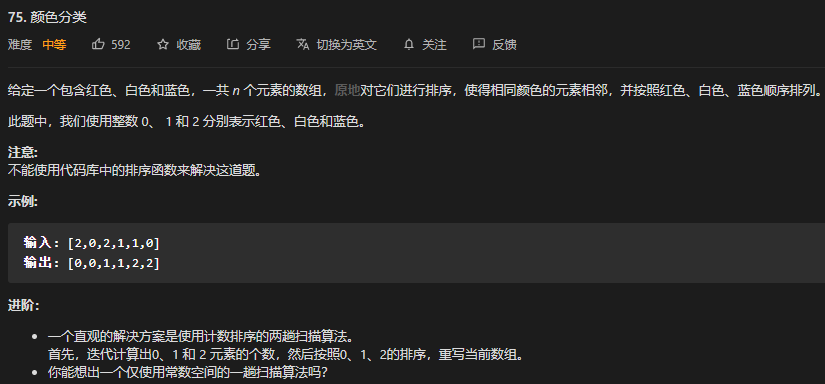 75. 颜色分类
难度 中等 592 收藏 分享 切换为英文 关注 反馈
给定一个包含红色、白色和蓝色，一共 n 个元素的数组，原地对它们进行排序，使得相同颜色的元素相邻，并按照红色、白色、蓝色顺序排列。
此题中，我们使用整数 0、 1 和 2 分别表示红色、白色和蓝色。
注意:
不能使用代码库中的排序函数来解决这道题。
示例:
输入: [2,0,2,1,1,0]
输出: [0,0,1,1,2,2]
进阶：
• 一个直观的解决方案是使用计数排序的两趟扫描算法。
首先，迭代计算出0、1 和 2 元素的个数，然后按照0、1、2的排序，重写当前数组。
• 你能想出一个仅使用常数空间的一趟扫描算法吗？